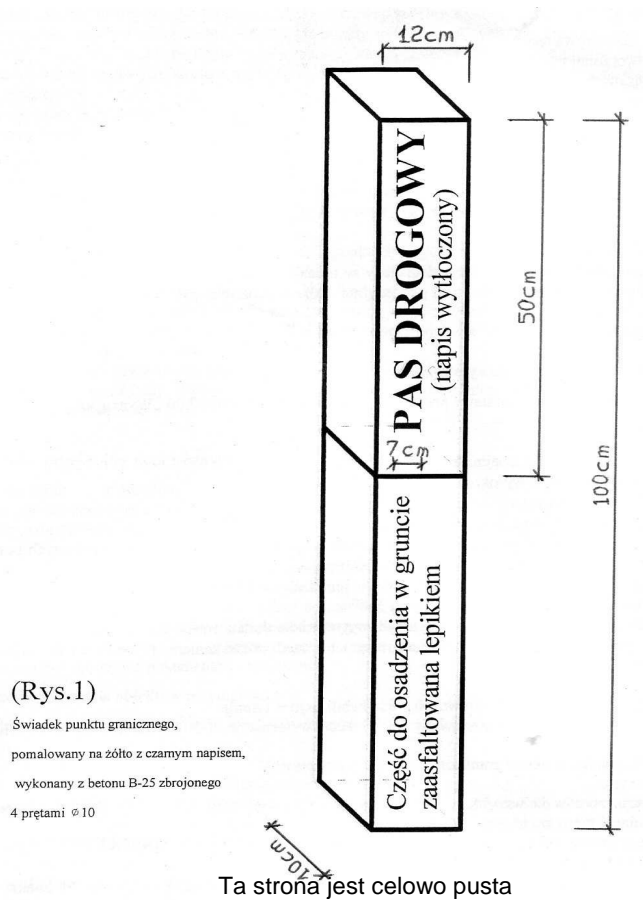 12cm
PAS DROGOWY
(napis wytłoczony)
50cm
7cm
100cm
Część do osadzenia w gruncie
zaasfaltowana lepikiem
(Rys.1)
Świadek punktu granicznego,
pomalowany na żółto z czarnym napisem,
wykonany z betonu B-25 zbrojonego
4 prętami ⌀10
10cm
Ta strona jest celowo pusta